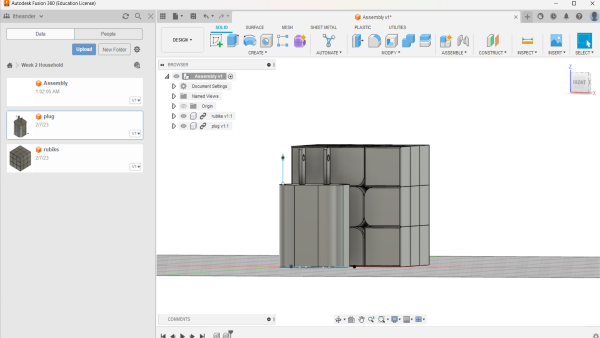 Autodesk Fusion 360 (Education License)
Assembly v1*
Data
People
Upload
New Folder
Week 2 Household
Assembly
1:02:05 AM
V1
plug
2/7/23
V1
rubiks
2/7/23
V1
DESIGN
SOLID
SURFACE
MESH
SHEET METAL
PLASTIC
UTILITIES
CREATE
AUTOMATE
MODIFY
ASSEMBLE
CONSTRUCT
INSPECT
INSERT
SELECT
BROWSER
Assembly v1
Document Settings
Named Views
Origin
rubiks v1:1
plug v1:1
Z
FRONT
X
COMMENTS